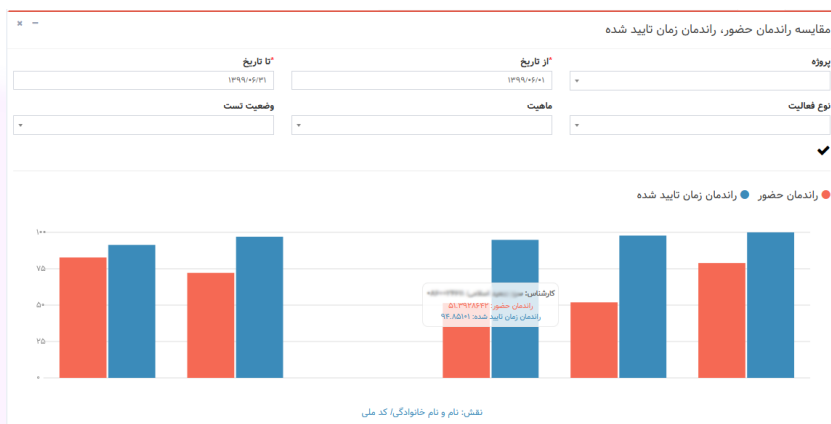 مقایسه راندمان حضور، راندمان زمان تایید شده
پروژه
*از تاریخ
۱۳۹۹/۰۶/۰۱
*تا تاریخ
۱۳۹۹/۰۶/۳۱
نوع فعالیت
ماهیت
وضعیت تست
راندمان حضور
راندمان زمان تایید شده
۱۰۰
۷۵
۵۰
۲۵
۰
کارشناس:
راندمان حضور: ۵۱.۳۹۲۸۶۴۲
راندمان زمان تایید شده: ۹۴.۸۵۱۰۱
نقش: نام و نام خانوادگی/ کد ملی